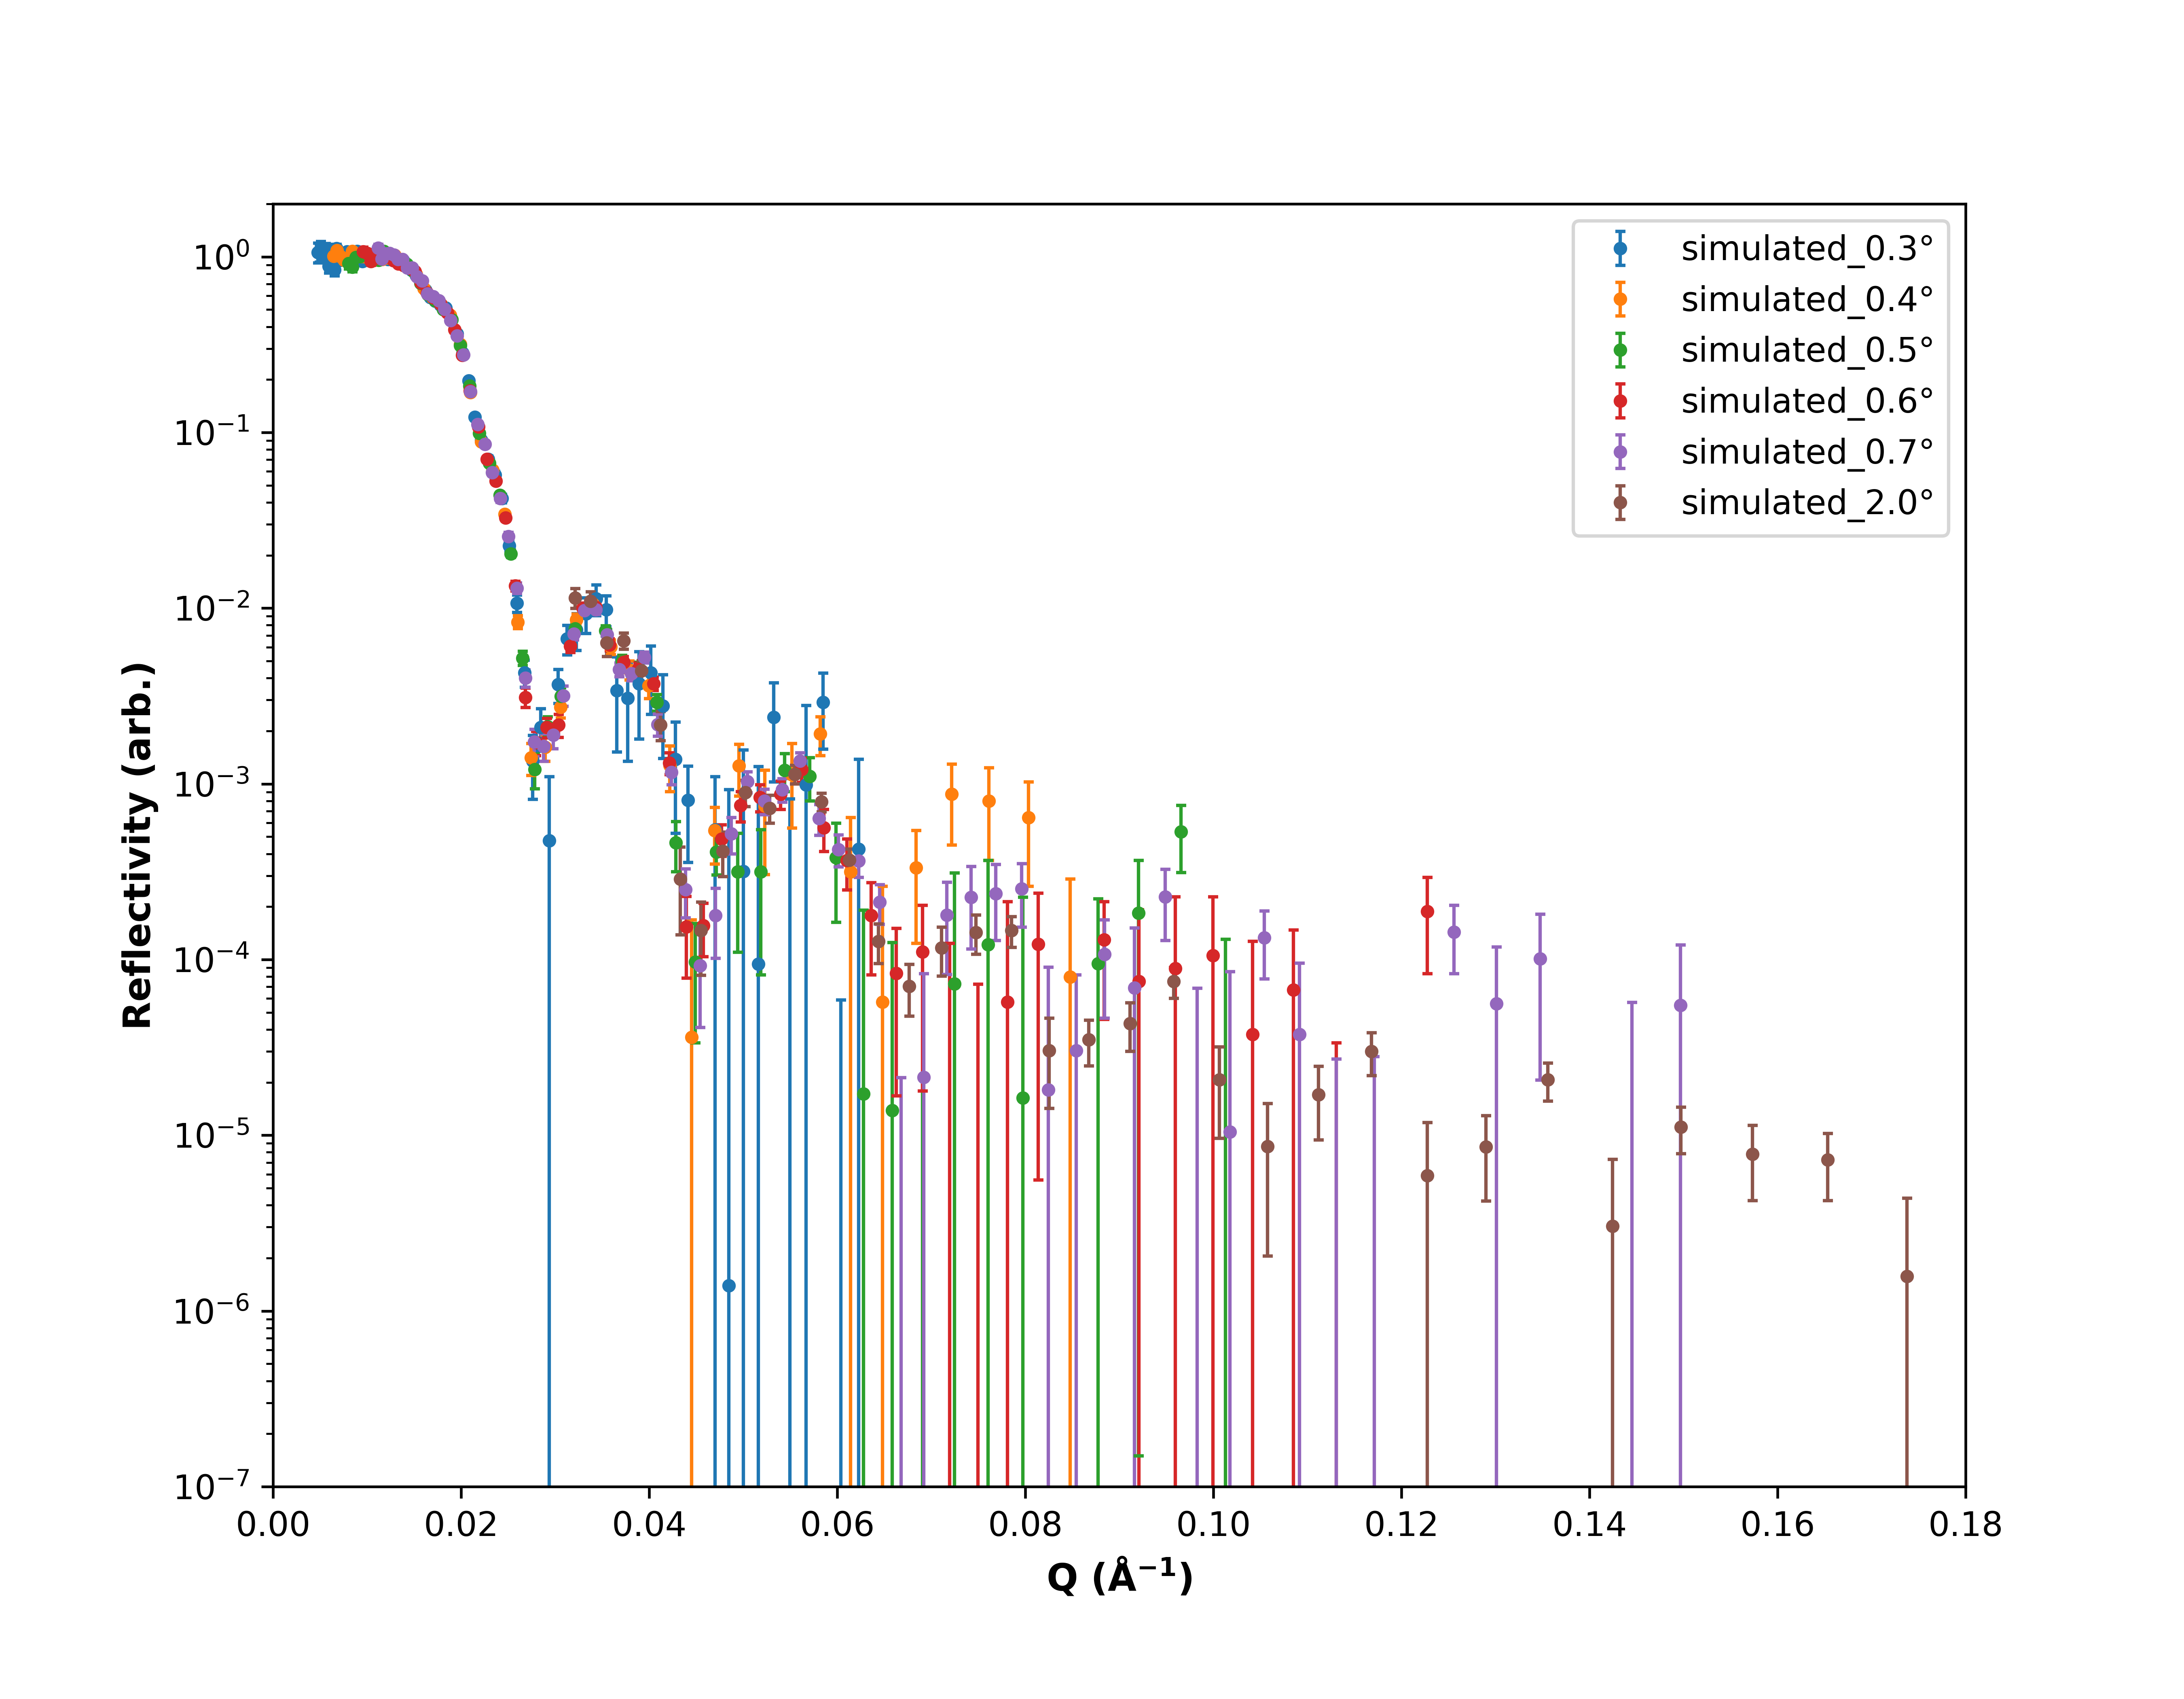 10⁰
10⁻¹
10⁻²
10⁻³
10⁻⁴
10⁻⁵
10⁻⁶
10⁻⁷
Reflectivity (arb.)
simulated_0.3°
simulated_0.4°
simulated_0.5°
simulated_0.6°
simulated_0.7°
simulated_2.0°
0.00 0.02 0.04 0.06 0.08 0.10 0.12 0.14 0.16 0.18
Q (Å⁻¹)